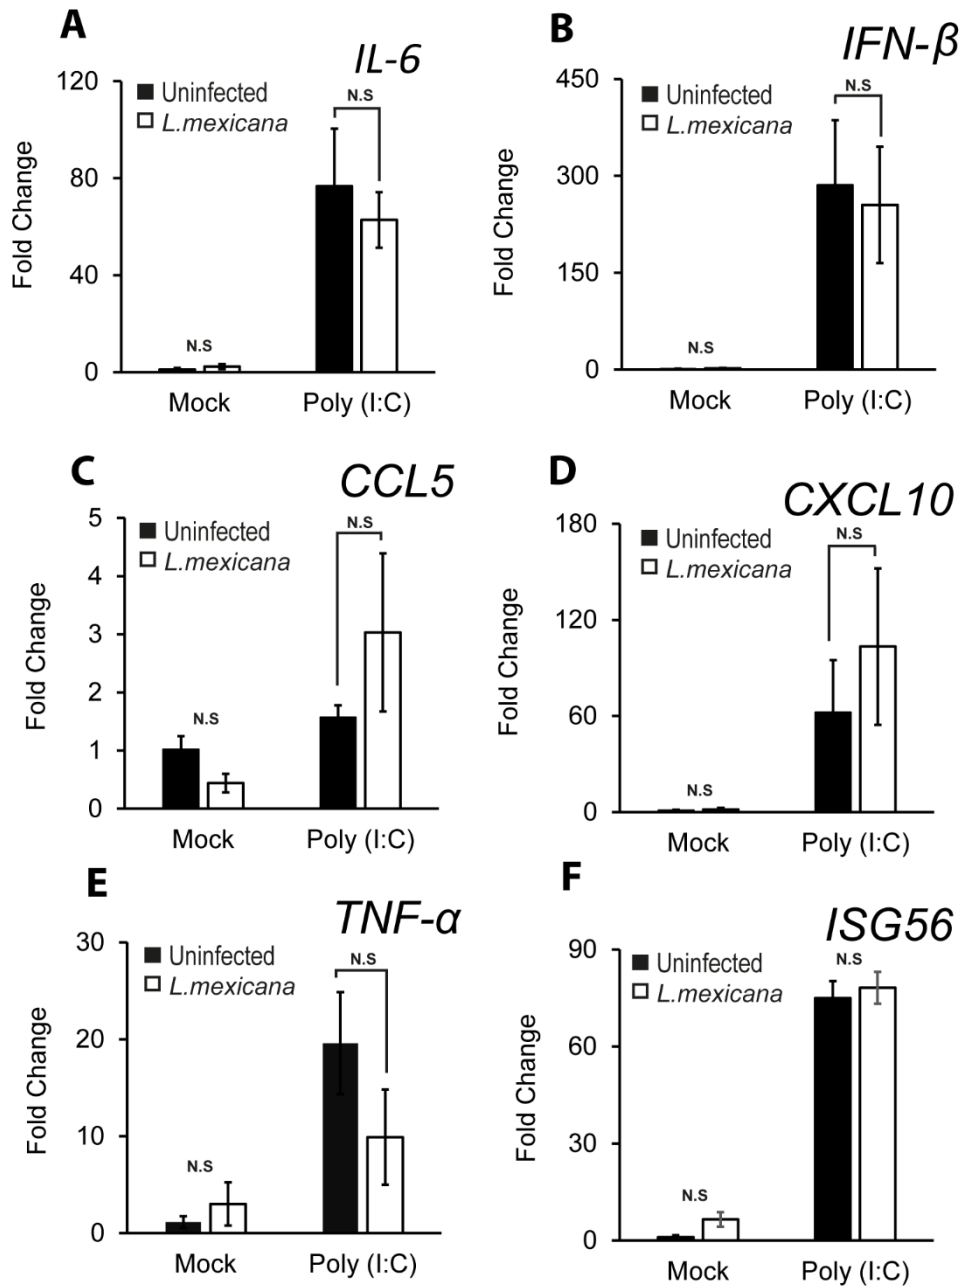 A
IL-6
120
Uninfected
L.mexicana
N.S
80
40
0
N.S
Fold Change
Mock
Poly (I:C)
B
IFN-β
450
Uninfected
L.mexicana
N.S
300
150
0
N.S
Fold Change
Mock
Poly (I:C)
C
CCL5
5
Uninfected
L.mexicana
N.S
4
3
2
1
0
N.S
Fold Change
Mock
Poly (I:C)
D
CXCL10
180
Uninfected
L.mexicana
N.S
120
60
0
N.S
Fold Change
Mock
Poly (I:C)
E
TNF-α
30
Uninfected
L.mexicana
N.S
20
10
0
N.S
Fold Change
Mock
Poly (I:C)
F
ISG56
90
Uninfected
L.mexicana
N.S
60
30
0
N.S
Fold Change
Mock
Poly (I:C)